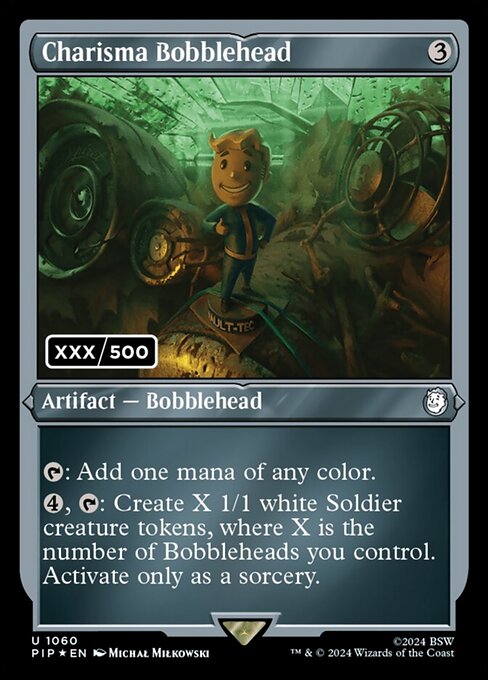 Charisma Bobblehead 3
VAULT-TEC
XXX/500
Artifact — Bobblehead
: Add one mana of any color.
4, : Create X 1/1 white Soldier
creature tokens, where X is the
number of Bobbleheads you control.
Activate only as a sorcery.
U 1060
PIP ★ EN Michał Miłkowski
©2024 BSW
™ & © 2024 Wizards of the Coast